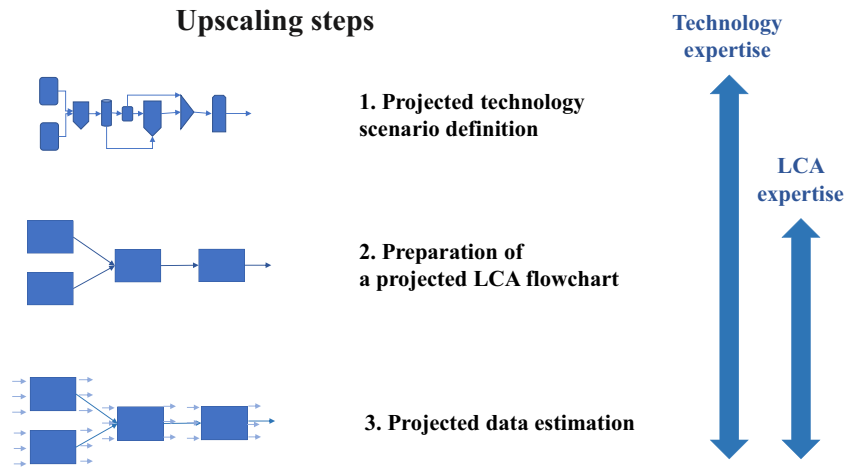 Upscaling steps
Technology
expertise
1. Projected technology
scenario definition
LCA
expertise
2. Preparation of
a projected LCA flowchart
3. Projected data estimation